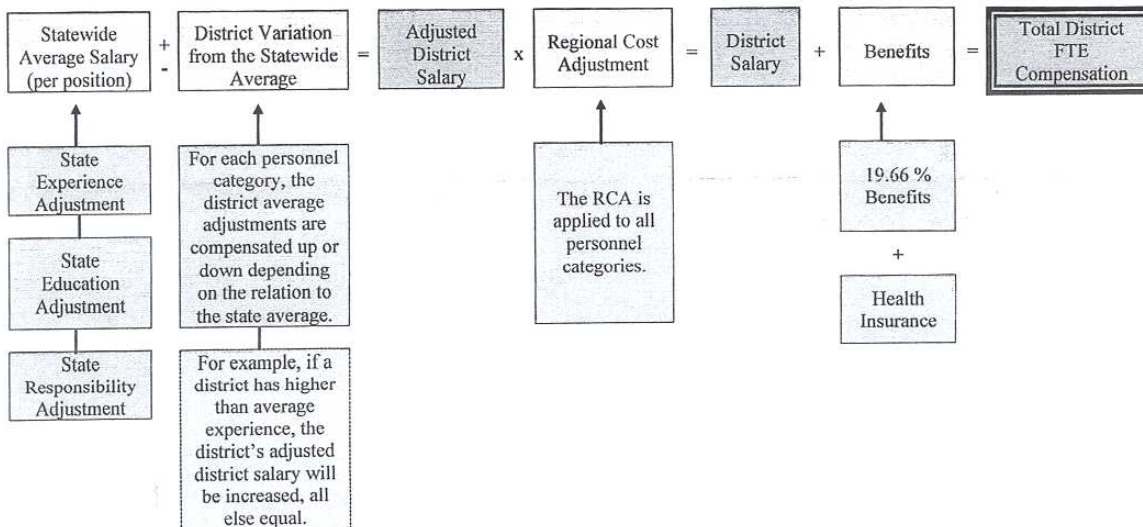 Statewide
Average Salary
(per position)
+
-
District Variation
from the Statewide
Average
=
Adjusted
District
Salary
x
Regional Cost
Adjustment
=
District
Salary
+
Benefits
=
Total District
FTE
Compensation
State
Experience
Adjustment
State
Education
Adjustment
State
Responsibility
Adjustment
For each personnel
category, the
district average
adjustments are
compensated up or
down depending
on the relation to
the state average.
For example, if a
district has higher
than average
experience, the
district's adjusted
district salary will
be increased, all
else equal.
The RCA is
applied to all
personnel
categories.
19.66 %
Benefits
+
Health
Insurance